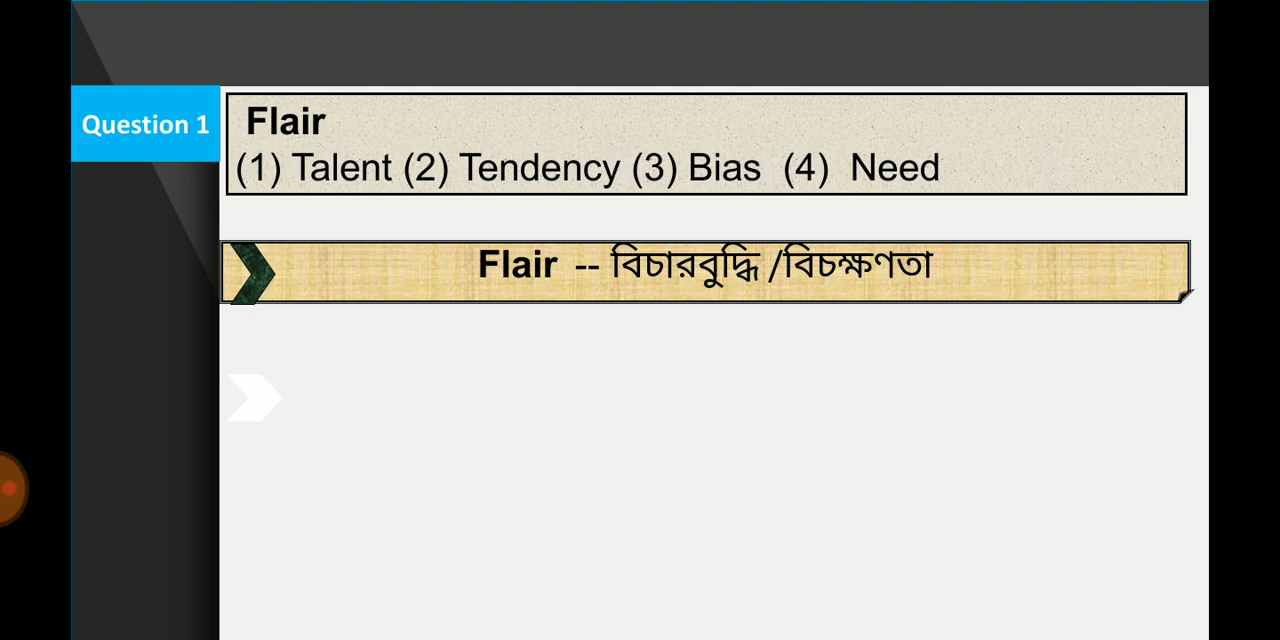 Question 1
Flair
(1) Talent (2) Tendency (3) Bias (4) Need
Flair -- বিচারবুদ্ধি /বিচক্ষণতা